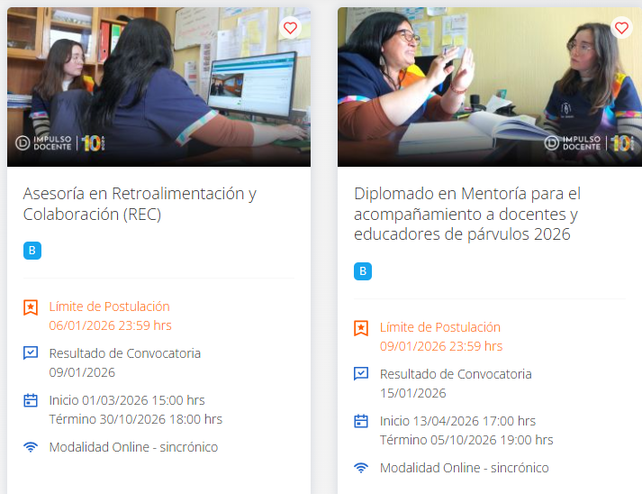 IMPULSO
DOCENTE
10
Asesoría en Retroalimentación y
Colaboración (REC)
B
Límite de Postulación
06/01/2026 23:59 hrs
Resultado de Convocatoria
09/01/2026
Inicio 01/03/2026 15:00 hrs
Término 30/10/2026 18:00 hrs
Modalidad Online - sincrónico
IMPULSO
DOCENTE
10
Diplomado en Mentoría para el
acompañamiento a docentes y
educadores de párvulos 2026
B
Límite de Postulación
09/01/2026 23:59 hrs
Resultado de Convocatoria
15/01/2026
Inicio 13/04/2026 17:00 hrs
Término 05/10/2026 19:00 hrs
Modalidad Online - sincrónico